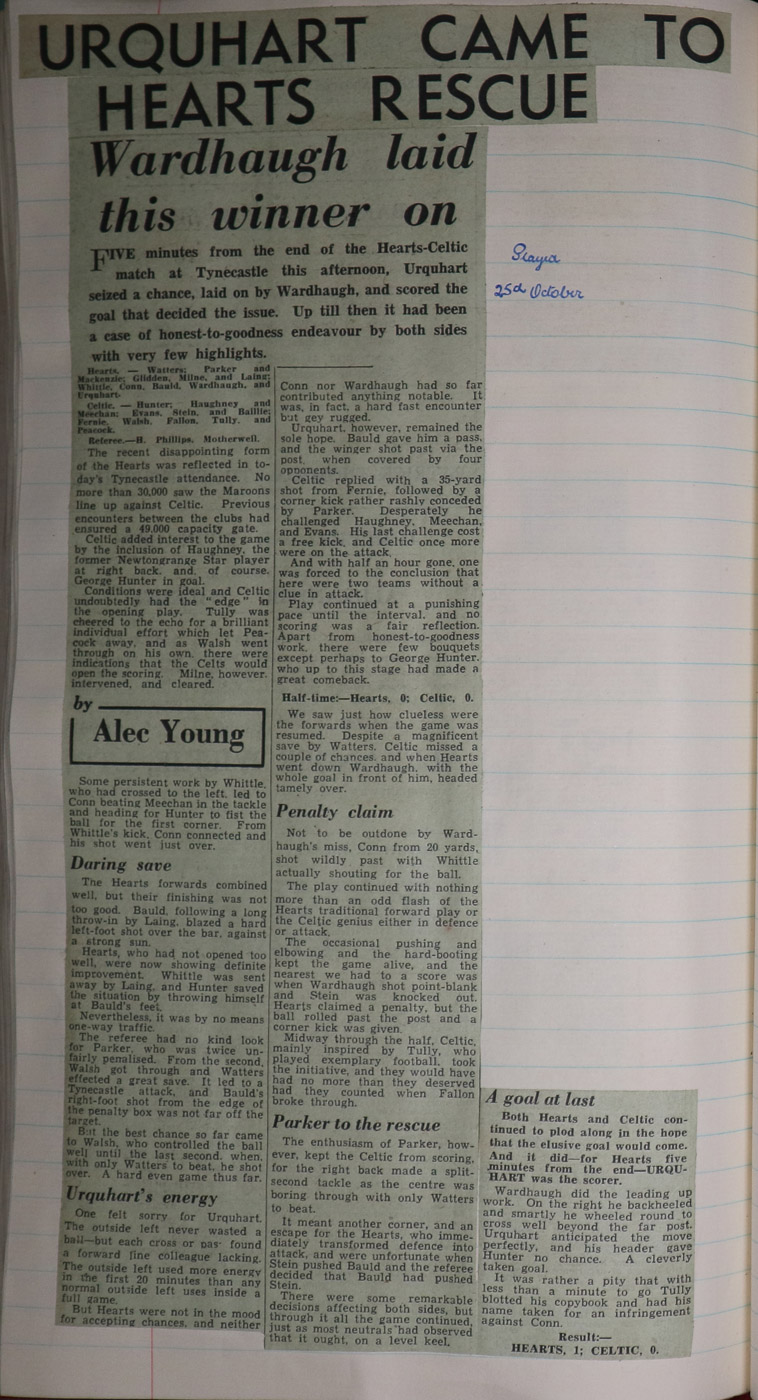 URQUHART CAME TO
HEARTS RESCUE
Wardhaugh laid
this winner on
FIVE minutes from the end of the Hearts-Celtic
match at Tynecastle this afternoon, Urquhart
seized a chance, laid on by Wardhaugh, and scored the
goal that decided the issue. Up till then it had been
a case of honest-to-goodness endeavour by both sides
with very few highlights.
25d October
Hearts. — Watters; Parker and
Mackenzie; Glidden, Milne, and Laing;
Whittle, Conn, Bauld, Wardhaugh, and
Urquhart.
Celtic. — Hunter; Haughney and
Meechan; Evans, Stein, and Baillie;
Fernie, Walsh, Fallon, Tully, and
Peacock.
Referee.—H. Phillips, Motherwell.
The recent disappointing form
of the Hearts was reflected in to-
day's Tynecastle attendance. No
more than 30,000 saw the Maroons
line up against Celtic. Previous
encounters between the clubs had
ensured a 49,000 capacity gate.
Celtic added interest to the game
by the inclusion of Haughney, the
former Newtongrange Star player
at right back, and, of course,
George Hunter in goal.
Conditions were ideal and Celtic
undoubtedly had the "edge" in
the opening play. Tully was
cheered to the echo for a brilliant
individual effort which let Pea-
cock away, and as Walsh went
through on his own, there were
indications that the Celts would
open the scoring. Milne, however,
intervened, and cleared.
by
Alec Young
Some persistent work by Whittle,
who had crossed to the left, led to
Conn beating Meechan in the tackle
and heading for Hunter to fist the
ball for the first corner. From
Whittle's kick, Conn connected and
his shot went just over.
Daring save
The Hearts forwards combined
well, but their finishing was not
too good. Bauld, following a long
throw-in by Laing, blazed a hard
left-foot shot over the bar, against
a strong sun.
Hearts, who had not opened too
well, were now showing definite
improvement. Whittle was sent
away by Laing, and Hunter saved
the situation by throwing himself
at Bauld's feet.
Nevertheless, it was by no means
one-way traffic.
The referee had no kind look
for Parker, who was twice un-
fairly penalised. From the second,
Walsh got through and Watters
effected a great save. It led to a
Tynecastle attack, and Bauld's
right-foot shot from the edge of
the penalty box was not far off the
target.
But the best chance so far came
to Walsh, who controlled the ball
well until the last second, when,
with only Watters to beat, he shot
over. A hard even game thus far.
Urquhart's energy
One felt sorry for Urquhart.
The outside left never wasted a
ball—but each cross or pas found
a forward fine colleague lacking.
The outside left used more energy
in the first 20 minutes than any
normal outside left uses inside a
full game.
But Hearts were not in the mood
for accepting chances, and neither
Conn nor Wardhaugh had so far
contributed anything notable. It
was, in fact, a hard fast encounter
but gey rugged.
Urquhart, however, remained the
sole hope. Bauld gave him a pass,
and the winger shot past via the
post, when covered by four
opponents.
Celtic replied with a 35-yard
shot from Fernie, followed by a
corner kick rather rashly conceded
by Parker. Desperately he
challenged Haughney, Meechan,
and Evans. His last challenge cost
a free kick, and Celtic once more
were on the attack.
And with half an hour gone, one
was forced to the conclusion that
here were two teams without a
clue in attack.
Play continued at a punishing
pace until the interval, and no
scoring was a fair reflection.
Apart from honest-to-goodness
work, there were few bouquets
except perhaps to George Hunter,
who up to this stage had made a
great comeback.
Half-time:—Hearts, 0; Celtic, 0.
We saw just how clueless were
the forwards when the game was
resumed. Despite a magnificent
save by Watters, Celtic missed a
couple of chances, and when Hearts
went down Wardhaugh, with the
whole goal in front of him, headed
tamely over.
Penalty claim
Not to be outdone by Ward-
haugh's miss, Conn from 20 yards,
shot wildly past with Whittle
actually shouting for the ball.
The play continued with nothing
more than an odd flash of the
Hearts traditional forward play or
the Celtic genius either in defence
or attack.
The occasional pushing and
elbowing and the hard-booting
kept the game alive, and the
nearest we had to a score was
when Wardhaugh shot point-blank
and Stein was knocked out.
Hearts claimed a penalty, but the
ball rolled past the post and a
corner kick was given.
Midway through the half, Celtic,
mainly inspired by Tully, who
played exemplary football, took
the initiative, and they would have
had no more than they deserved
had they counted when Fallon
broke through.
Parker to the rescue
The enthusiasm of Parker, how-
ever, kept the Celtic from scoring,
for the right back made a split-
second tackle as the centre was
boring through with only Watters
to beat.
It meant another corner, and an
escape for the Hearts, who imme-
diately transformed defence into
attack, and were unfortunate when
Stein pushed Bauld and the referee
decided that Bauld had pushed
Stein.
There were some remarkable
decisions affecting both sides, but
through it all the game continued,
just as most neutrals had observed
that it ought, on a level keel.
A goal at last
Both Hearts and Celtic con-
tinued to plod along in the hope
that the elusive goal would come.
And it did—for Hearts five
minutes from the end—URQU-
HART was the scorer.
Wardhaugh did the leading up
work. On the right he backheeled
and smartly he wheeled round to
cross well beyond the far post.
Urquhart anticipated the move
perfectly, and his header gave
Hunter no chance. A cleverly
taken goal.
It was rather a pity that with
less than a minute to go Tully
blotted his copybook and had his
name taken for an infringement
against Conn.
Result:—
HEARTS, 1; CELTIC, 0.